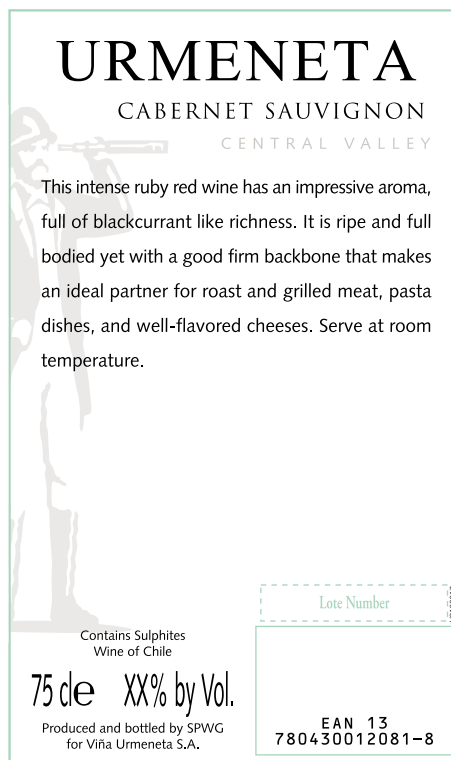 URMENETA
CABERNET SAUVIGNON
CENTRAL VALLEY
This intense ruby red wine has an impressive aroma,
full of blackcurrant like richness. It is ripe and full
bodied yet with a good firm backbone that makes
an ideal partner for roast and grilled meat, pasta
dishes, and well-flavored cheeses. Serve at room
temperature.
Lote Number
Contains Sulphites
Wine of Chile
75 cl℮ XX% by Vol.
Produced and bottled by SPWG
for Viña Urmeneta S.A.
EAN 13
780430012081-8